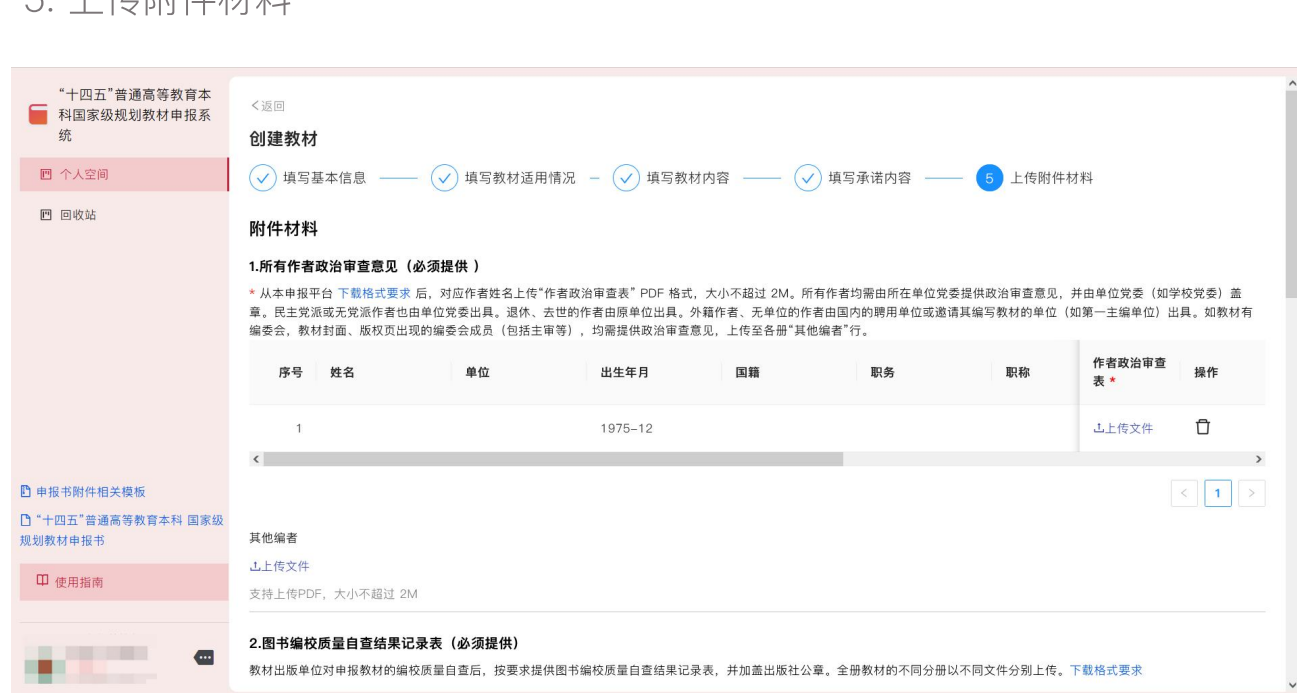 5. 上传附件材料
“十四五”普通高等教育本
科国家级规划教材申报系
统
个人空间
回收站
申报书附件相关模板
“十四五”普通高等教育本科 国家级
规划教材申报书
使用指南
<返回
创建教材
填写基本信息
填写教材适用情况
填写教材内容
填写承诺内容
5 上传附件材料
附件材料
1.所有作者政治审查意见（必须提供 ）
* 从本申报平台 下载格式要求 后，对应作者姓名上传“作者政治审查表” PDF 格式，大小不超过 2M。所有作者均需由所在单位党委提供政治审查意见，并由单位党委（如学校党委）盖
章。民主党派或无党派作者也由单位党委出具。退休、去世的作者由原单位出具。外籍作者、无单位的作者由国内的聘用单位或邀请其编写教材的单位（如第一主编单位）出具。如教材有
编委会，教材封面、版权页出现的编委会成员（包括主审等），均需提供政治审查意见，上传至各册“其他编者”行。
序号 姓名 单位 出生年月 国籍 职务 职称 作者政治审查 操作
表 *
1 1975-12 上传文件
< 1 >
其他编者
上传文件
支持上传PDF，大小不超过 2M
2.图书编校质量自查结果记录表（必须提供）
教材出版单位对申报教材的编校质量自查后，按要求提供图书编校质量自查结果记录表，并加盖出版社公章。全册教材的不同分册以不同文件分别上传。下载格式要求